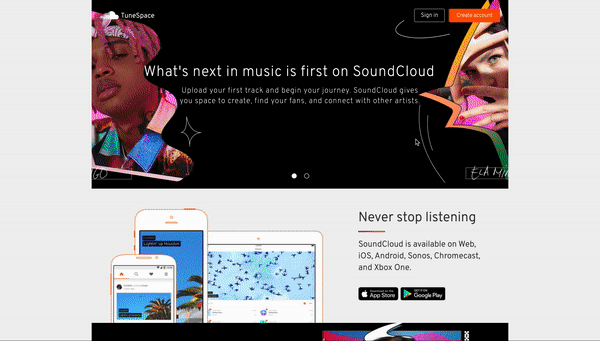 TuneSpace
Sign in
Create account
What's next in music is first on SoundCloud
Upload your first track and begin your journey. SoundCloud gives
you space to create, find your fans, and connect with other artists.
GO
Never stop listening
SoundCloud is available on Web,
iOS, Android, Sonos, Chromecast,
and Xbox One.
App Store
GET IT ON
Google Play